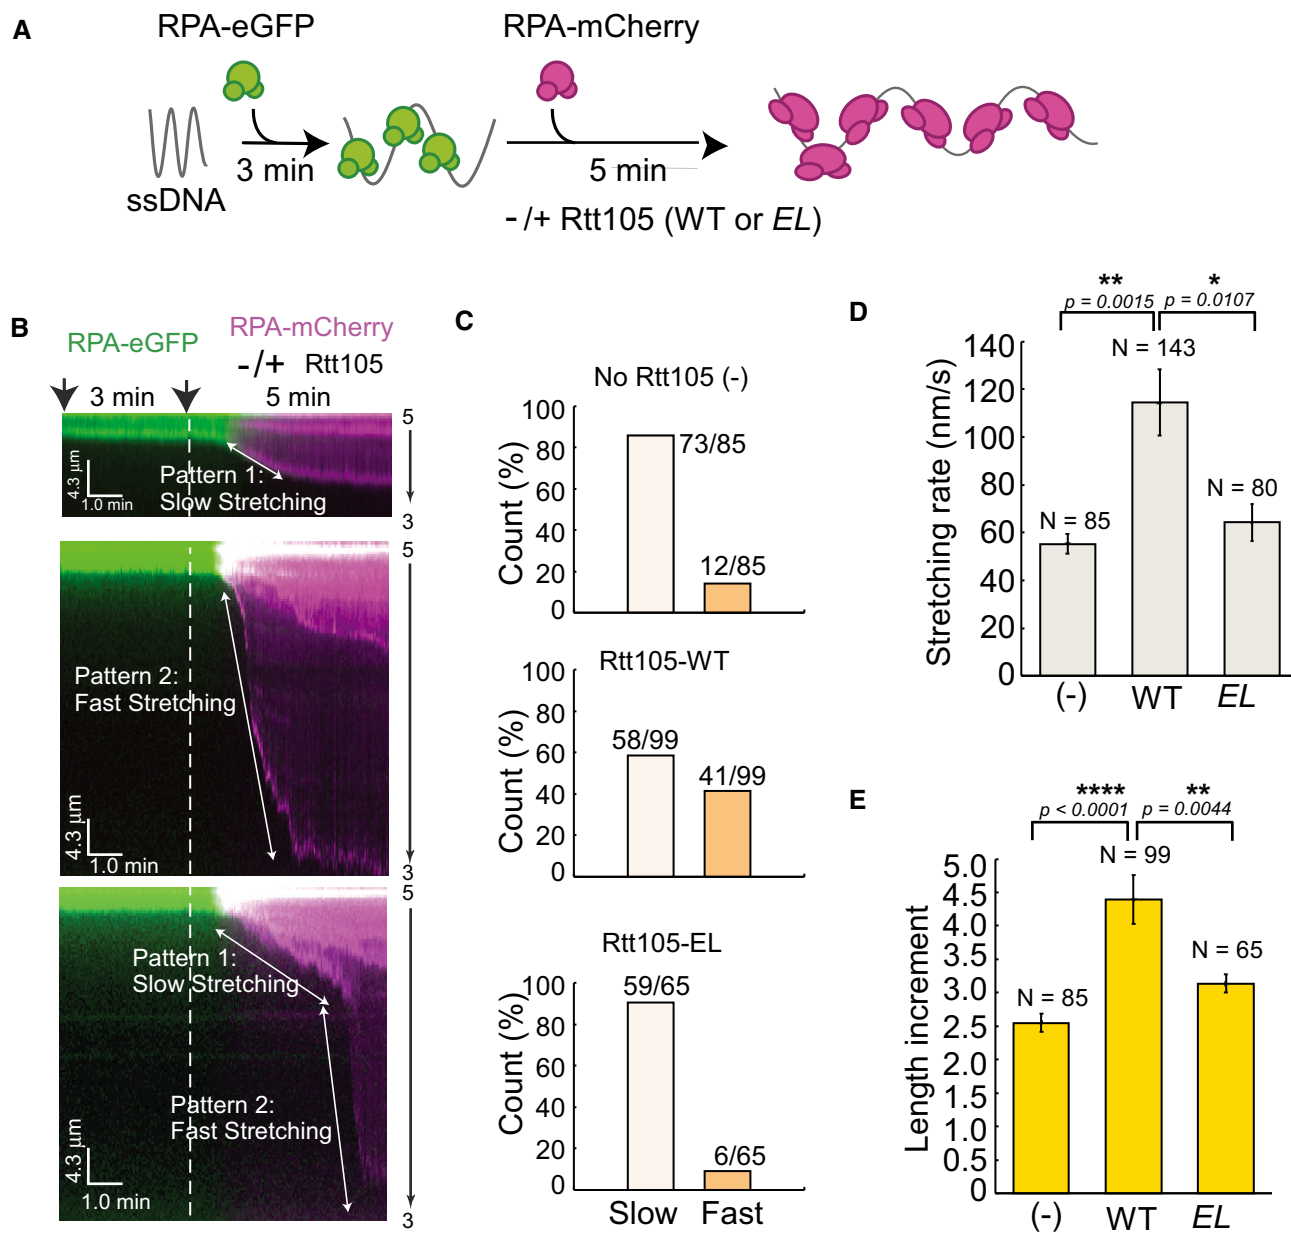 A
RPA-eGFP
RPA-mCherry
ssDNA
3 min
5 min
-/+ Rtt105 (WT or EL)
B
RPA-eGFP
RPA-mCherry
-/+ Rtt105
3 min
5 min
5
Pattern 1:
Slow Stretching
4.3 μm
1.0 min
3
5
Pattern 2:
Fast Stretching
4.3 μm
1.0 min
3
5
Pattern 1:
Slow Stretching
Pattern 2:
Fast Stretching
4.3 μm
1.0 min
3
C
No Rtt105 (-)
Count (%)
100
80
60
40
20
0
73/85
12/85
Rtt105-WT
Count (%)
100
80
60
40
20
0
58/99
41/99
Rtt105-EL
Count (%)
100
80
60
40
20
0
59/65
6/65
Slow Fast
D
** *
p = 0.0015 p = 0.0107
Stretching rate (nm/s)
140
120
100
80
60
40
20
0
N = 85
N = 143
N = 80
(-) WT EL
E
**** **
p < 0.0001 p = 0.0044
Length increment
5.0
4.5
4.0
3.5
3.0
2.5
2.0
1.5
1.0
0.5
0
N = 85
N = 99
N = 65
(-) WT EL